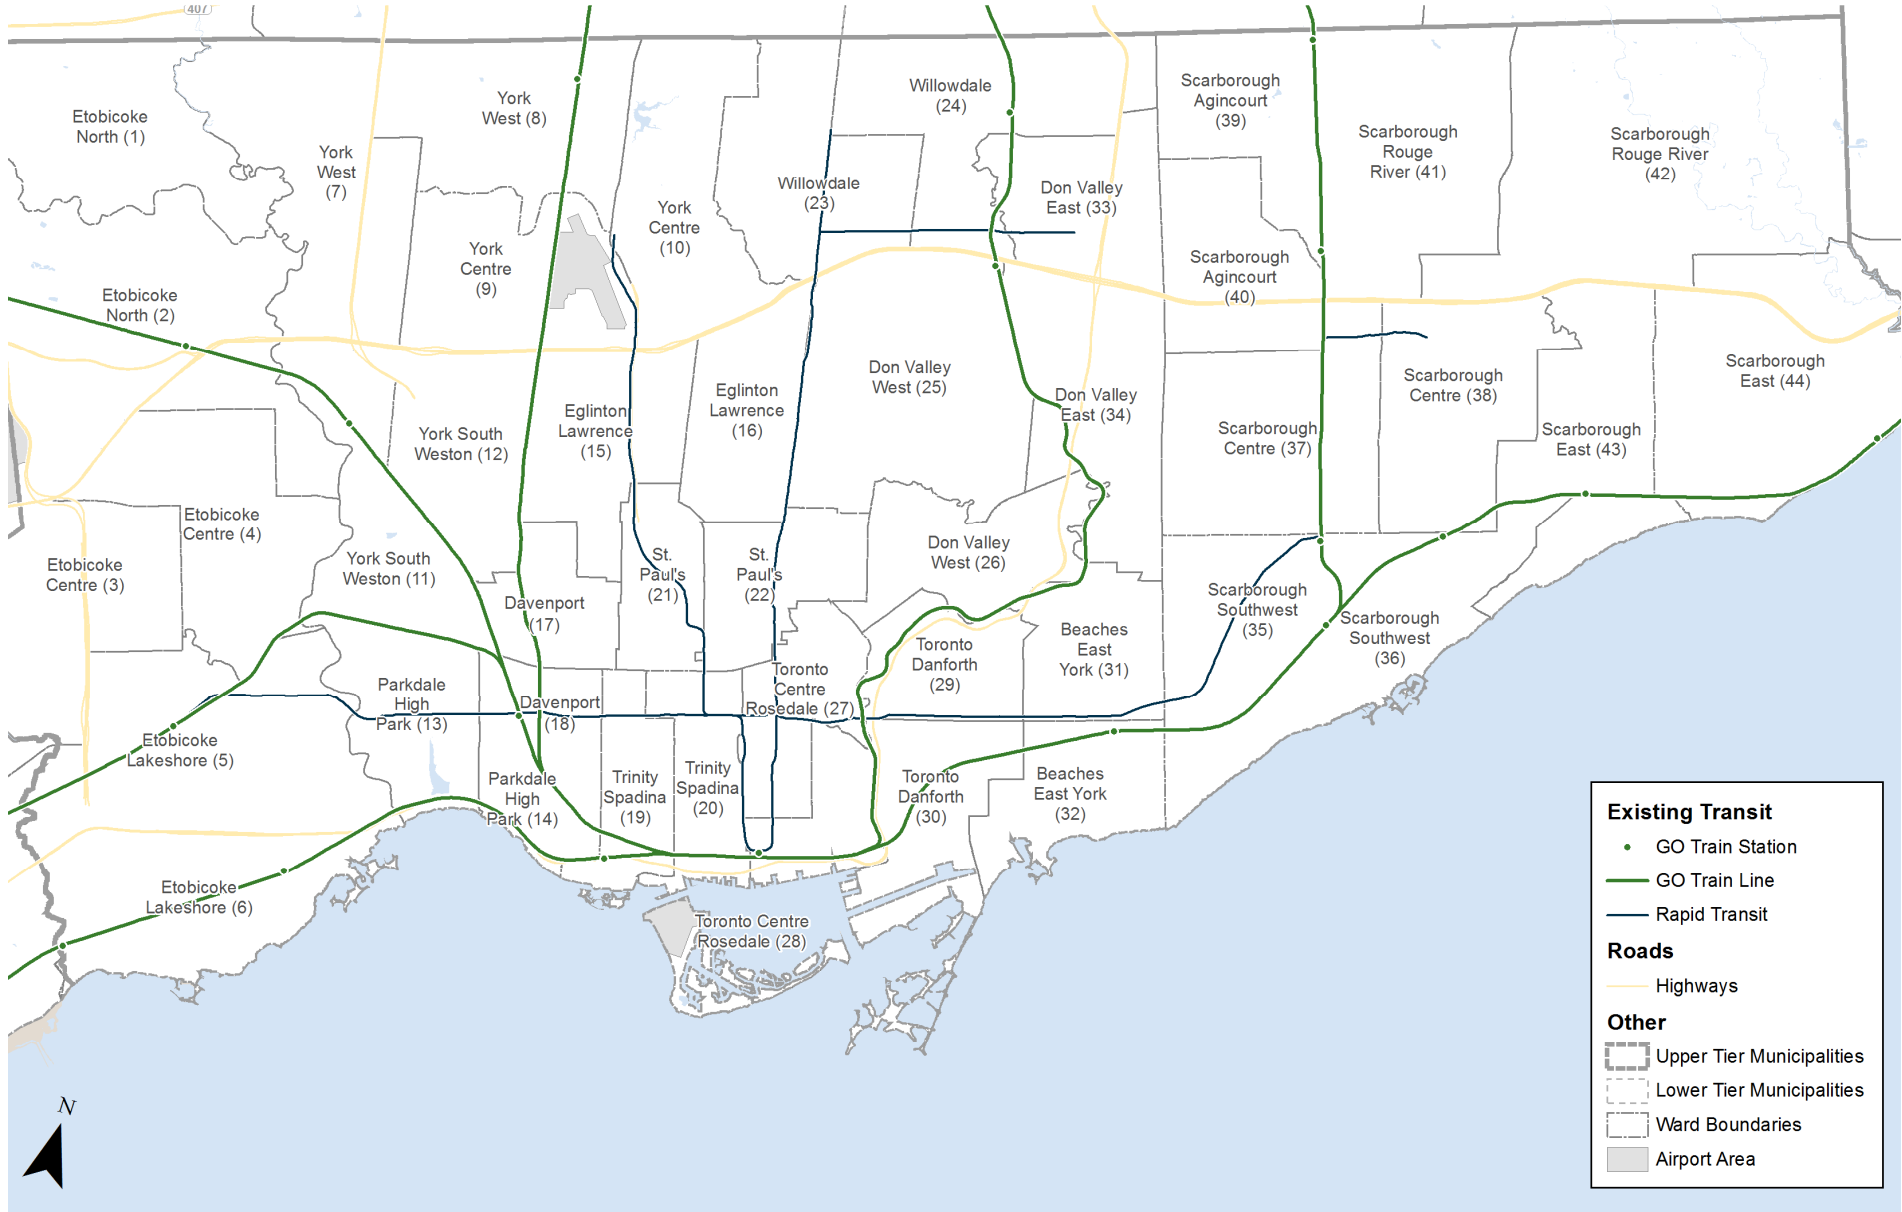 407
Etobicoke
North (1)
York
West (8)
York
West
(7)
Willowdale
(24)
Scarborough
Agincourt
(39)
Scarborough
Rouge
River (41)
Scarborough
Rouge River
(42)
Willowdale
(23)
Don Valley
East (33)
York
Centre
(10)
York
Centre
(9)
Scarborough
Agincourt
(40)
Etobicoke
North (2)
Don Valley
West (25)
Don Valley
East (34)
Scarborough
Centre (38)
Scarborough
East (44)
Eglinton
Lawrence
(16)
Eglinton
Lawrence
(15)
York South
Weston (12)
Scarborough
Centre (37)
Scarborough
East (43)
Etobicoke
Centre (4)
Etobicoke
Centre (3)
York South
Weston (11)
St.
Paul's
(21)
St.
Paul's
(22)
Don Valley
West (26)
Davenport
(17)
Scarborough
Southwest
(35)
Scarborough
Southwest
(36)
Toronto
Danforth
(29)
Beaches
East
York (31)
Parkdale
High
Park (13)
Davenport
(18)
Toronto
Centre
Rosedale (27)
Etobicoke
Lakeshore (5)
Parkdale
High
Park (14)
Trinity
Spadina
(19)
Trinity
Spadina
(20)
Toronto
Danforth
(30)
Beaches
East York
(32)
Etobicoke
Lakeshore (6)
Toronto Centre
Rosedale (28)
N
Existing Transit
GO Train Station
GO Train Line
Rapid Transit
Roads
Highways
Other
Upper Tier Municipalities
Lower Tier Municipalities
Ward Boundaries
Airport Area